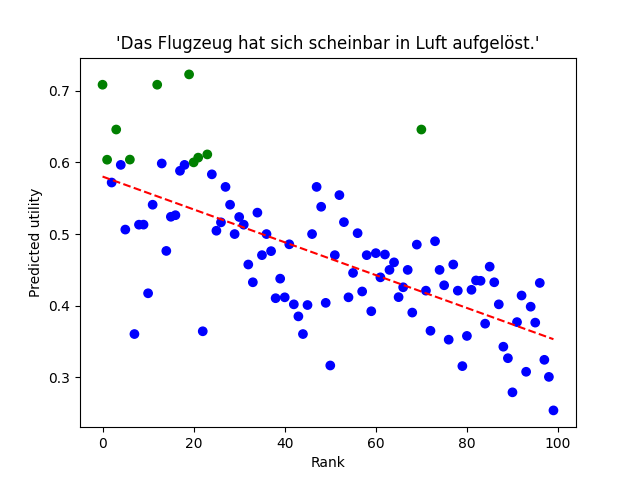 'Das Flugzeug hat sich scheinbar in Luft aufgelöst.'
Predicted utility
0.7
0.6
0.5
0.4
0.3
0 20 40 60 80 100
Rank